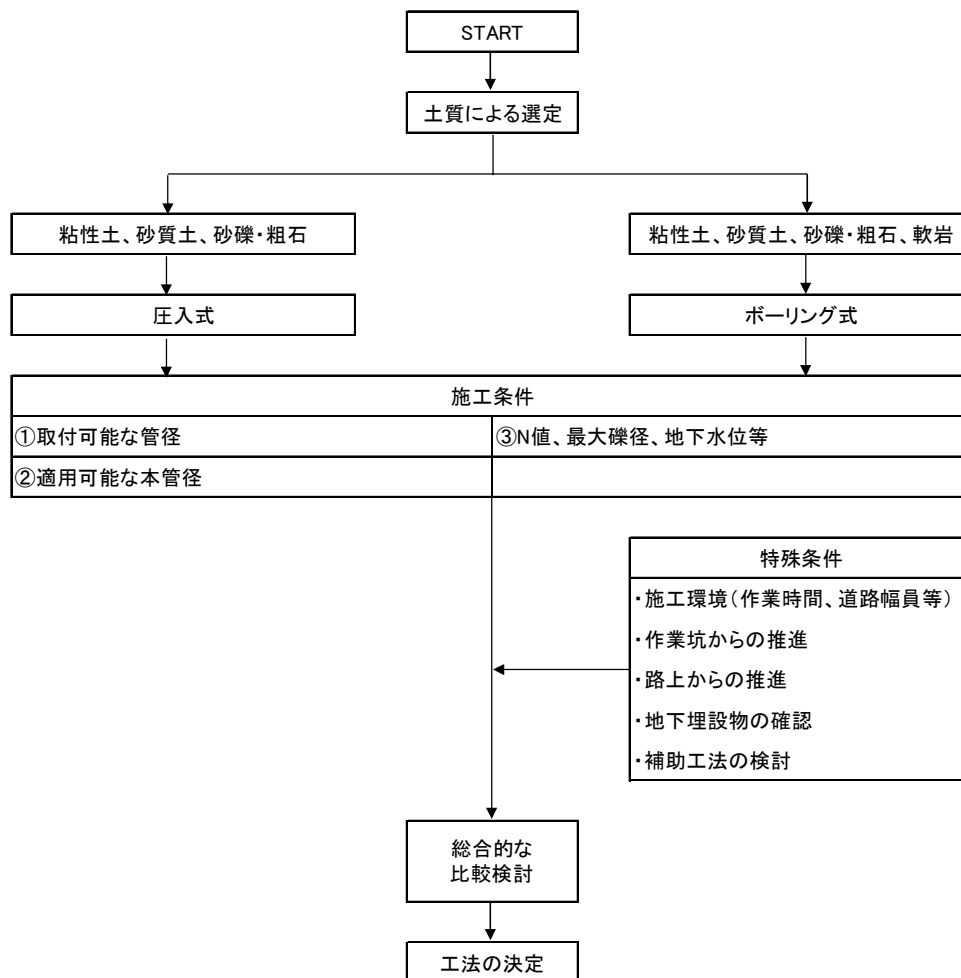 START
土質による選定
粘性土、砂質土、砂礫・粗石
粘性土、砂質土、砂礫・粗石、軟岩
圧入式
ボーリング式
施工条件
①取付可能な管径
③N値、最大礫径、地下水位等
②適用可能な本管径
特殊条件
・施工環境（作業時間、道路幅員等）
・作業坑からの推進
・路上からの推進
・地下埋設物の確認
・補助工法の検討
総合的な
比較検討
工法の決定